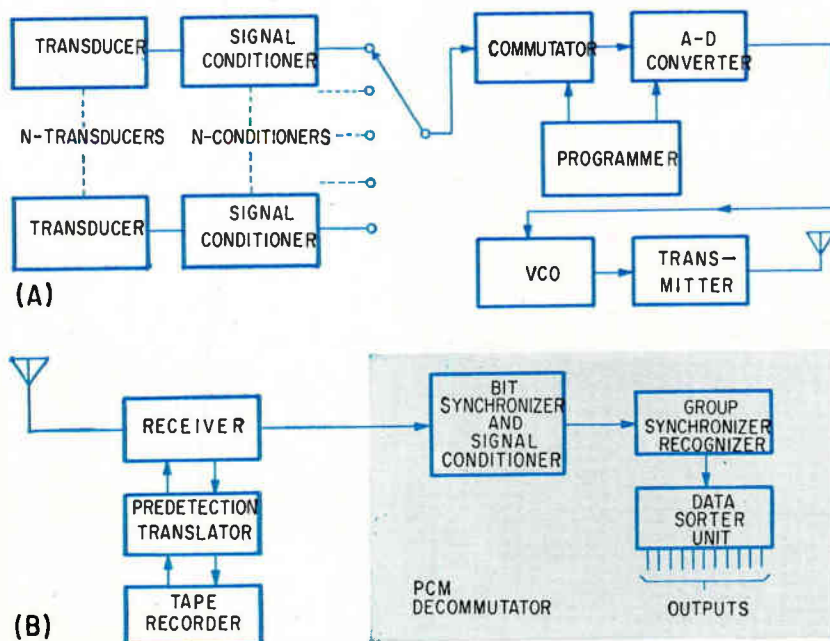 TRANSDUCER
SIGNAL
CONDITIONER
COMMUTATOR
A-D
CONVERTER
N-TRANSDUCERS
N-CONDITIONERS
PROGRAMMER
TRANSDUCER
SIGNAL
CONDITIONER
VCO
TRANS-
MITTER
(A)
RECEIVER
PREDETECTION
TRANSLATOR
TAPE
RECORDER
BIT
SYNCHRONIZER
AND
SIGNAL
CONDITIONER
GROUP
SYNCHRONIZER
RECOGNIZER
DATA
SORTER
UNIT
PCM
DECOMMUTATOR
OUTPUTS
(B)